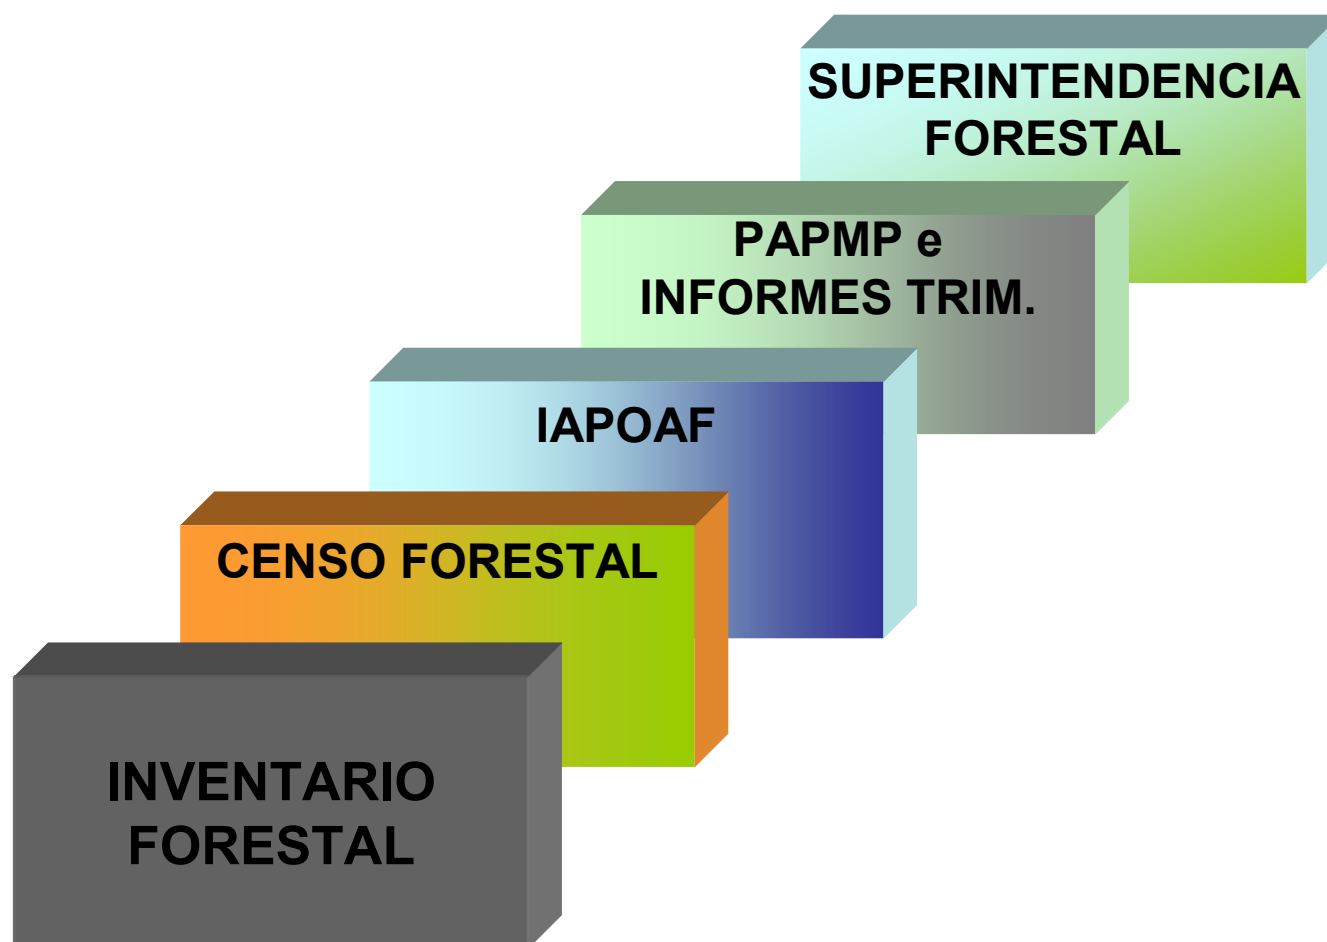 SUPERINTENDENCIA
FORESTAL
PAPMP e
INFORMES TRIM.
IAPOAF
CENSO FORESTAL
INVENTARIO
FORESTAL